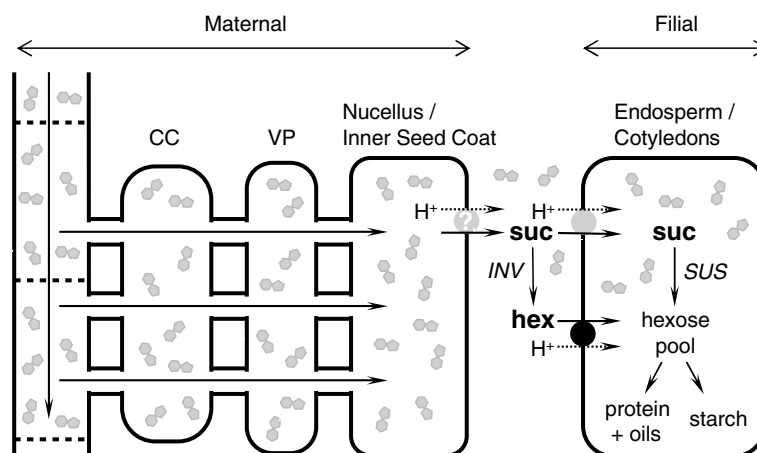 Maternal
Filial
CC
VP
Nucellus /
Inner Seed Coat
Endosperm /
Cotyledons
H⁺
?
H⁺
suc
suc
INV
SUS
hex
H⁺
hexose
pool
protein
+ oils
starch